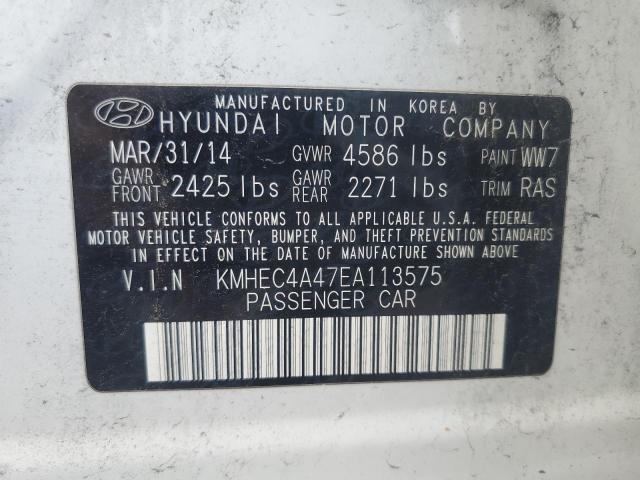 MANUFACTURED IN KOREA BY
HYUNDAI MOTOR COMPANY
MAR/31/14 GVWR 4586 lbs PAINT WW7
GAWR FRONT 2425 lbs GAWR REAR 2271 lbs TRIM RAS
THIS VEHICLE CONFORMS TO ALL APPLICABLE U.S.A. FEDERAL
MOTOR VEHICLE SAFETY, BUMPER, AND THEFT PREVENTION STANDARDS
IN EFFECT ON THE DATE OF MANUFACTURE SHOWN ABOVE
V.I.N KMHEC4A47EA113575
PASSENGER CAR